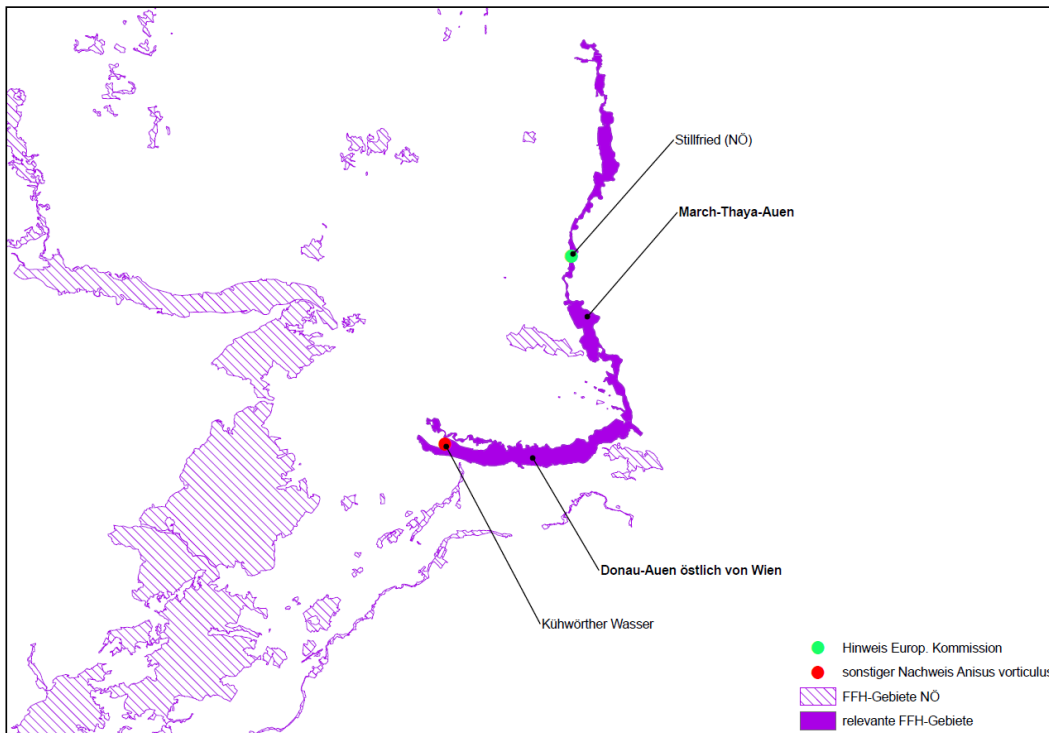 Stillfried (NÖ)
March-Thaya-Auen
Donau-Auen östlich von Wien
Kühwörther Wasser
Hinweis Europ. Kommission
sonstiger Nachweis Anisus vorticulus
FFH-Gebiete NÖ
relevante FFH-Gebiete